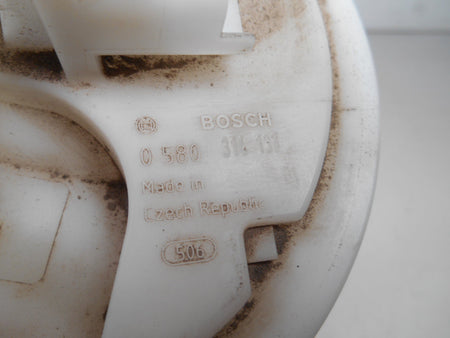 BOSCH
0 580
Made in
Czech Republic
506